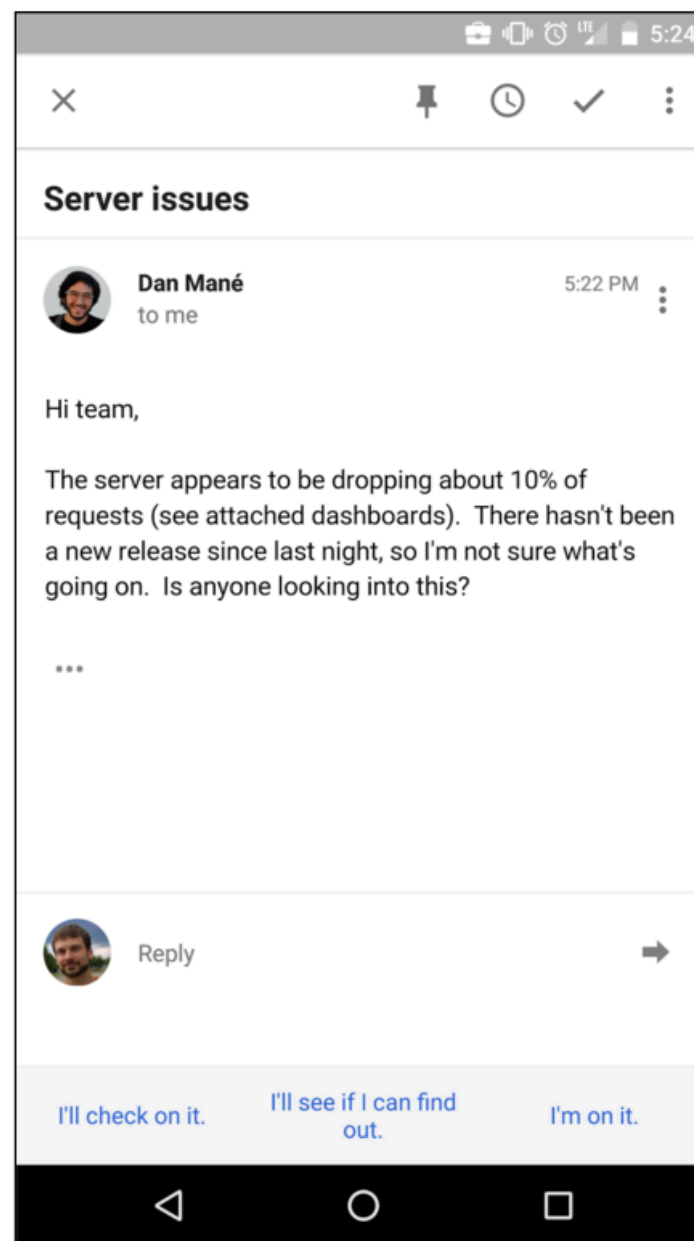 LTE 5:24
Server issues
Dan Mané 5:22 PM
to me
Hi team,
The server appears to be dropping about 10% of
requests (see attached dashboards).  There hasn't been
a new release since last night, so I'm not sure what's
going on.  Is anyone looking into this?
Reply
I'll check on it.
I'll see if I can find
out.
I'm on it.